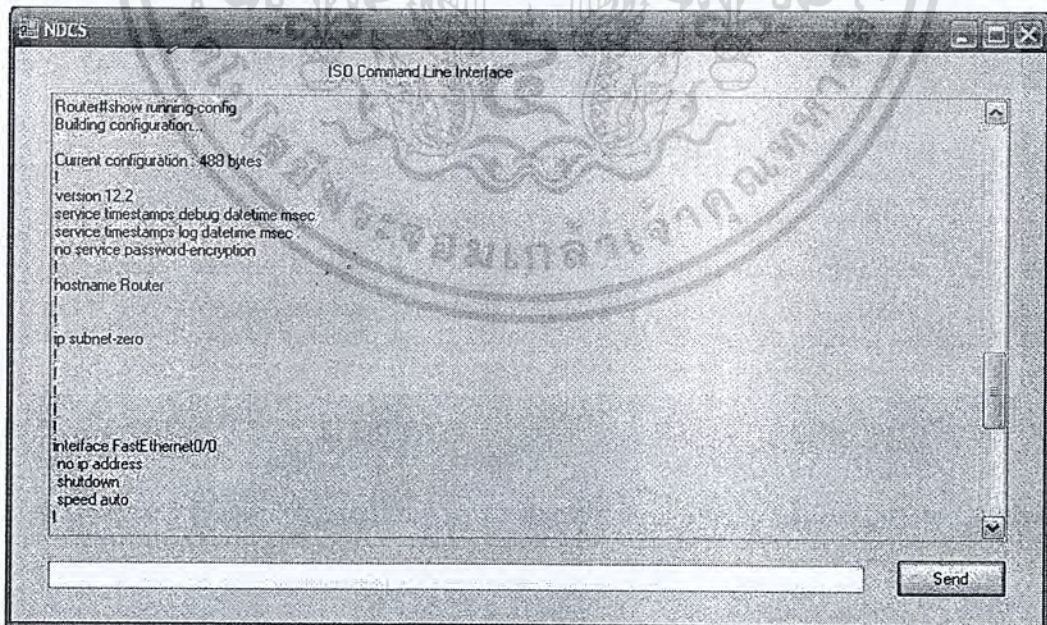 NDCS
ISO Command Line Interface
Router#show running-config
Building configuration...
Current configuration : 488 bytes
!
version 12.2
service timestamps debug datetime msec
service timestamps log datetime msec
no service password-encryption
!
hostname Router
!
!
ip subnet-zero
!
!
!
!
!
interface FastEthernet0/0
no ip address
shutdown
speed auto
!
Send